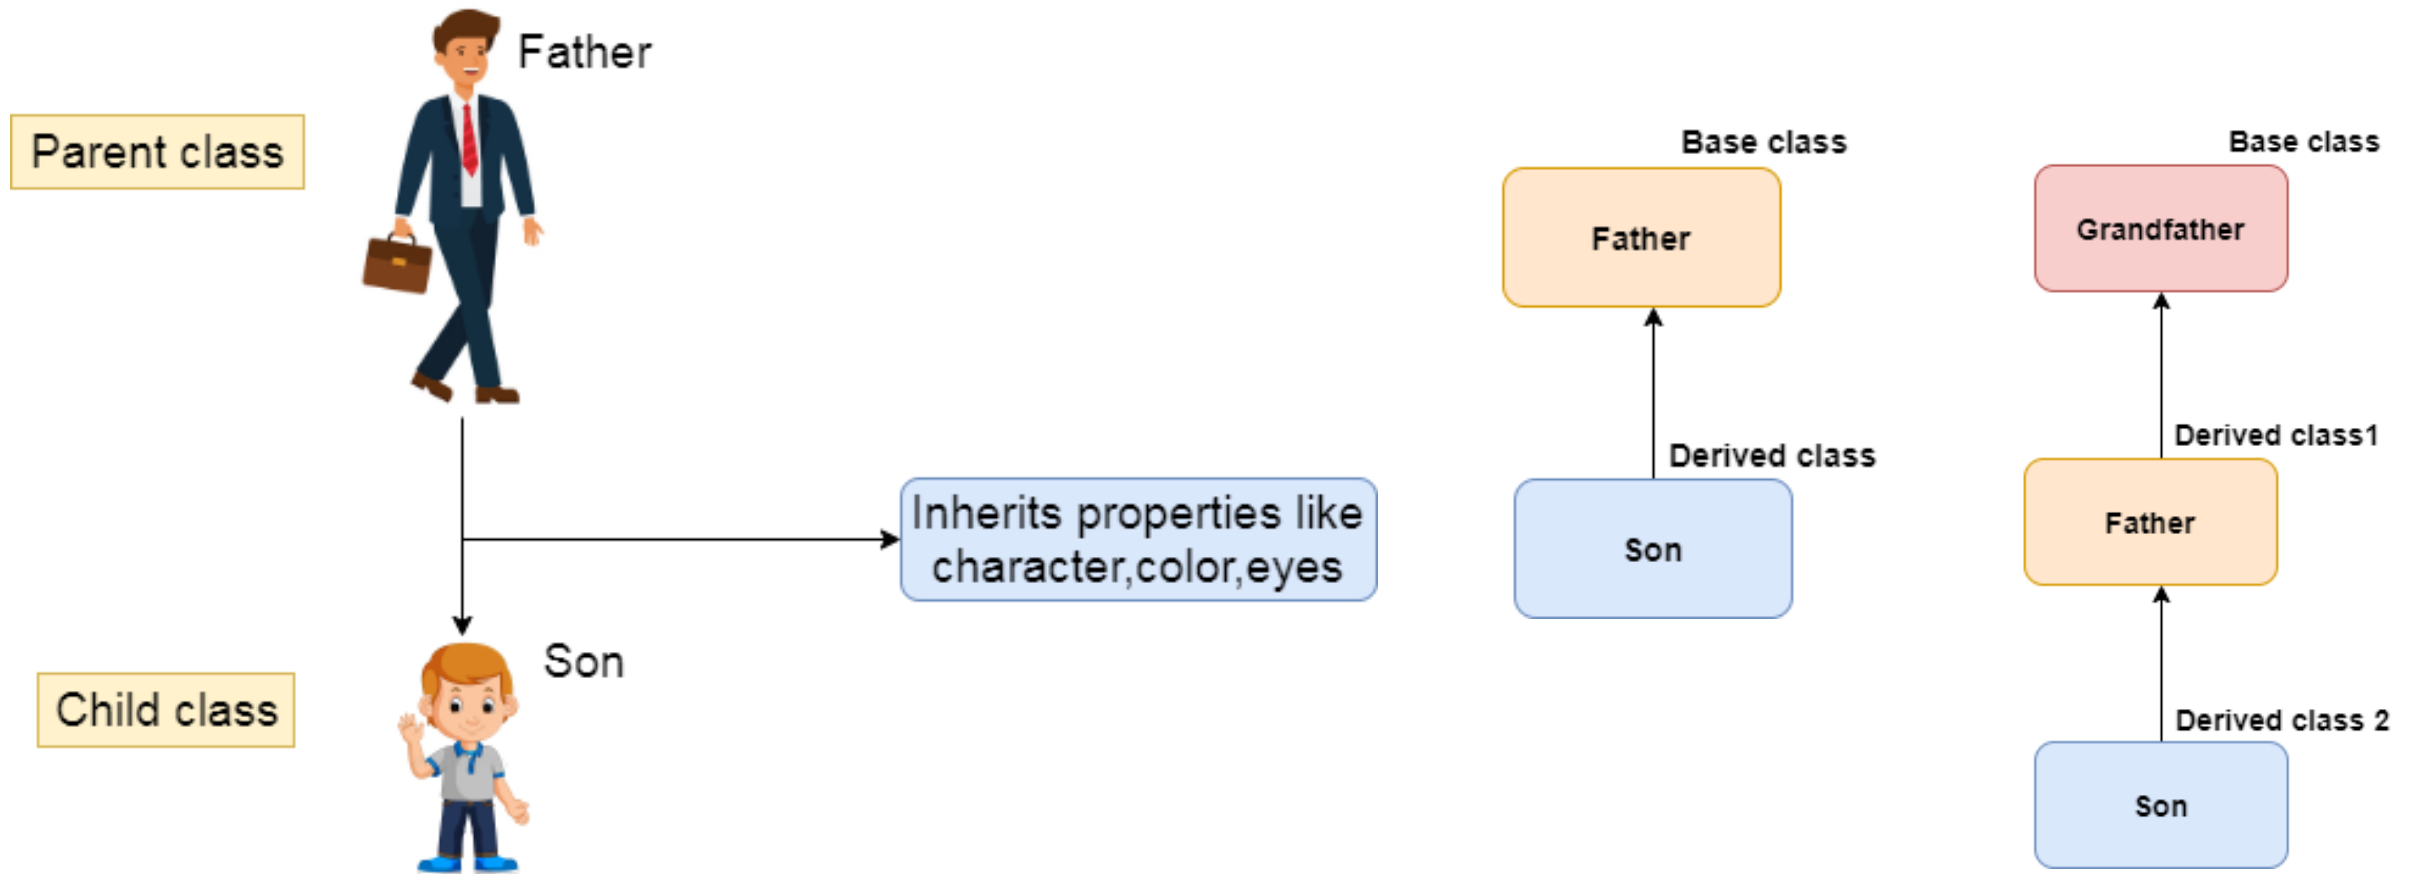 Father
Parent class
Inherits properties like
character,color,eyes
Son
Child class
Base class
Father
Derived class
Son
Base class
Grandfather
Derived class1
Father
Derived class 2
Son